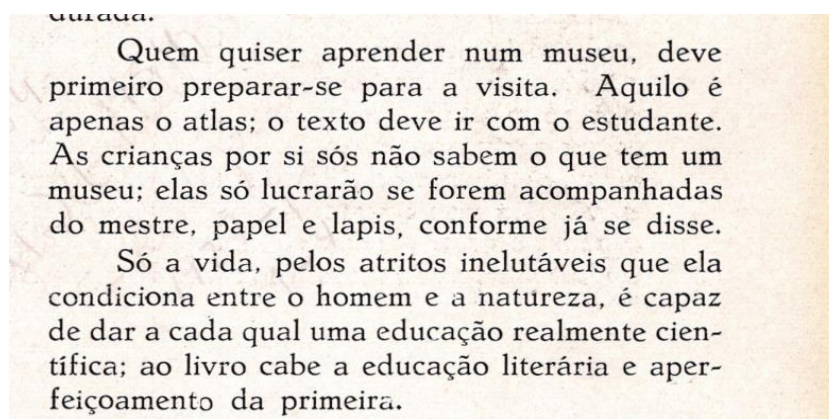 durada.
Quem quiser aprender num museu, deve
primeiro preparar-se para a visita. Aquilo é
apenas o atlas; o texto deve ir com o estudante.
As crianças por si sós não sabem o que tem um
museu; elas só lucrarão se forem acompanhadas
do mestre, papel e lapis, conforme já se disse.
Só a vida, pelos atritos inelutáveis que ela
condiciona entre o homem e a natureza, é capaz
de dar a cada qual uma educação realmente cien-
tífica; ao livro cabe a educação literária e aper-
feiçoamento da primeira.